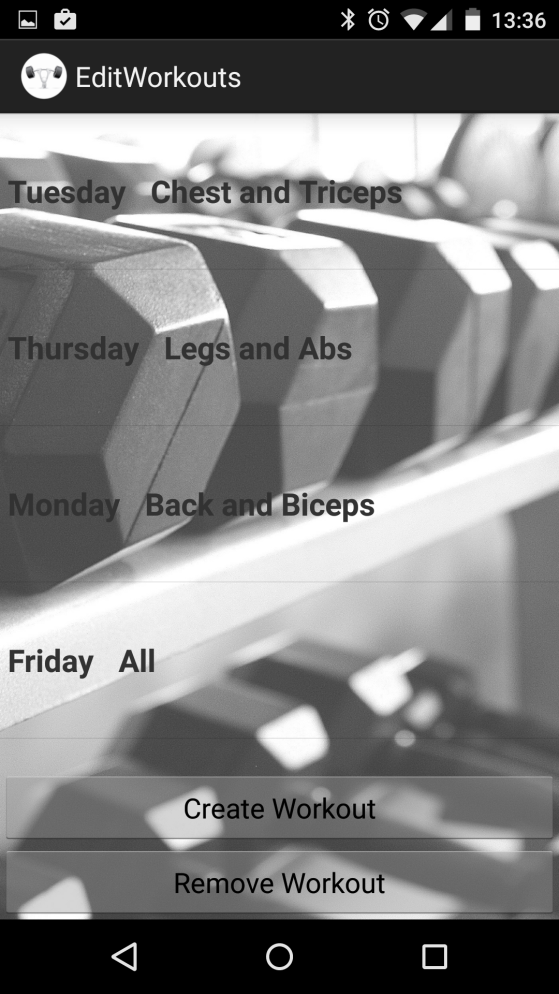 13:36
EditWorkouts
Tuesday Chest and Triceps
Thursday Legs and Abs
Monday Back and Biceps
Friday All
Create Workout
Remove Workout